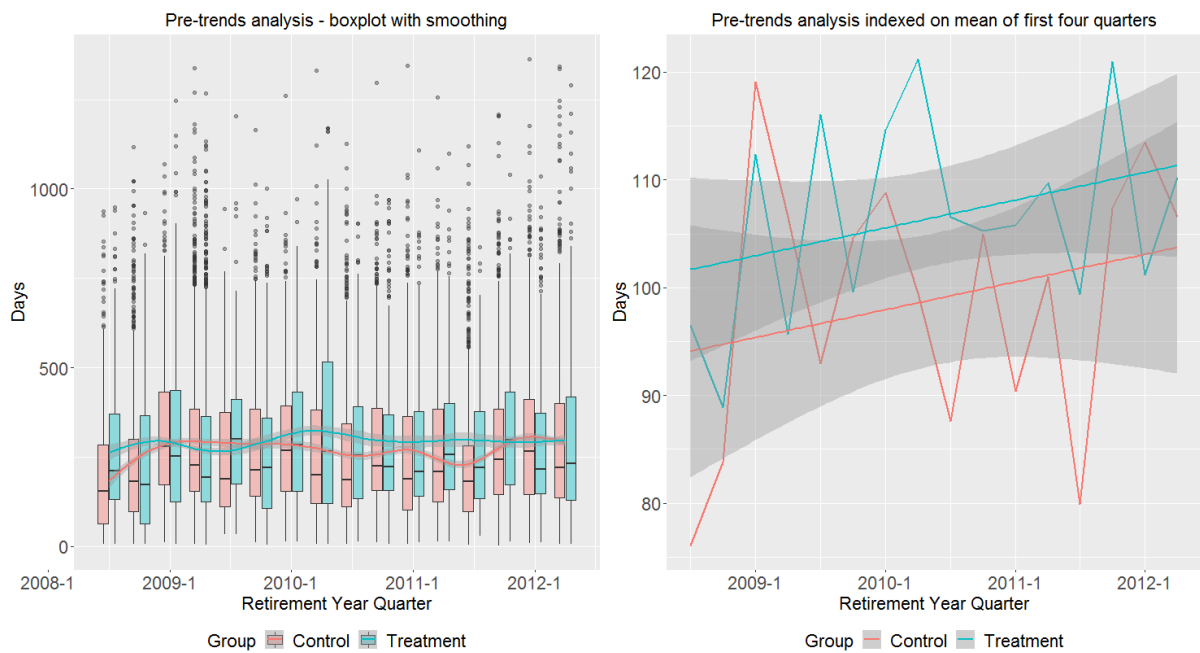 Pre-trends analysis - boxplot with smoothing
Days
1000
500
0
2008-1 2009-1 2010-1 2011-1 2012-1
Retirement Year Quarter
Group Control Treatment
Pre-trends analysis indexed on mean of first four quarters
Days
120
110
100
90
80
2009-1 2010-1 2011-1 2012-1
Retirement Year Quarter
Group Control Treatment